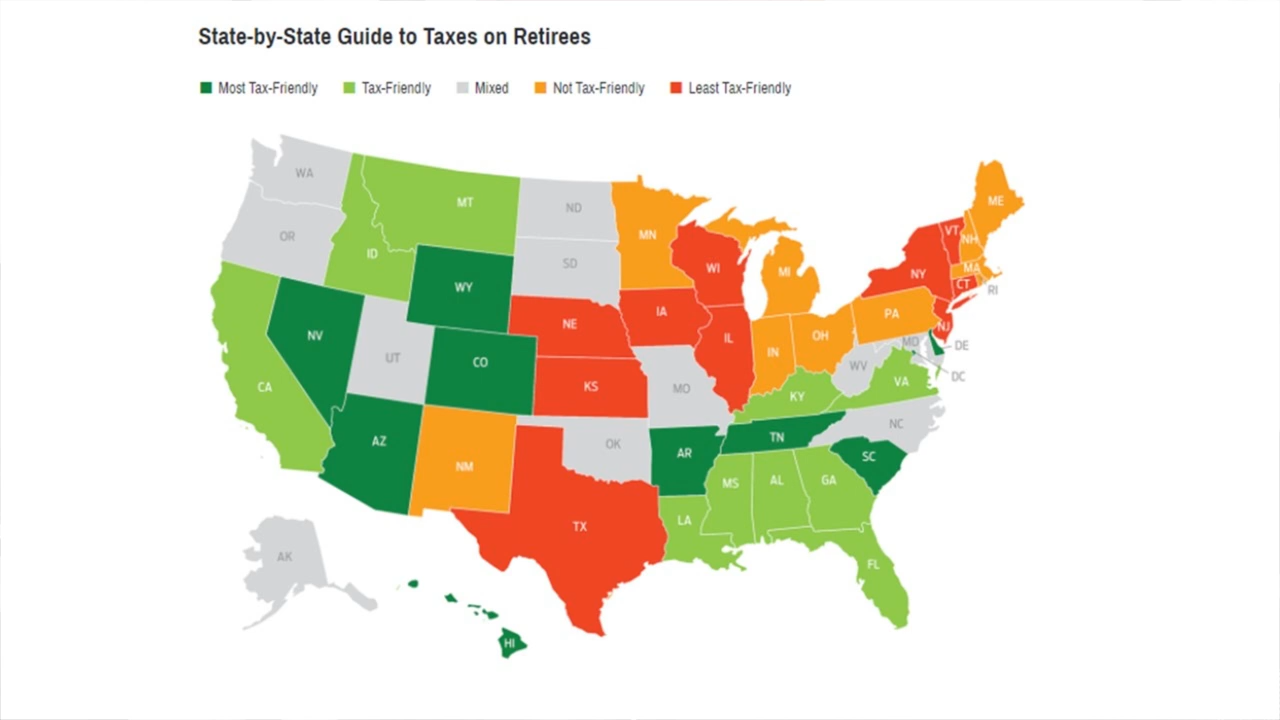 State-by-State Guide to Taxes on Retirees
Most Tax-Friendly Tax-Friendly Mixed Not Tax-Friendly Least Tax-Friendly
WA
OR
CA
NV
ID
MT
WY
UT
CO
AZ
NM
ND
SD
NE
KS
OK
TX
MN
IA
MO
AR
LA
WI
IL
MI
IN
OH
KY
TN
MS
AL
GA
FL
SC
NC
VA
WV
MD
DE
DC
PA
NJ
NY
CT
RI
MA
VT
NH
ME
AK
HI